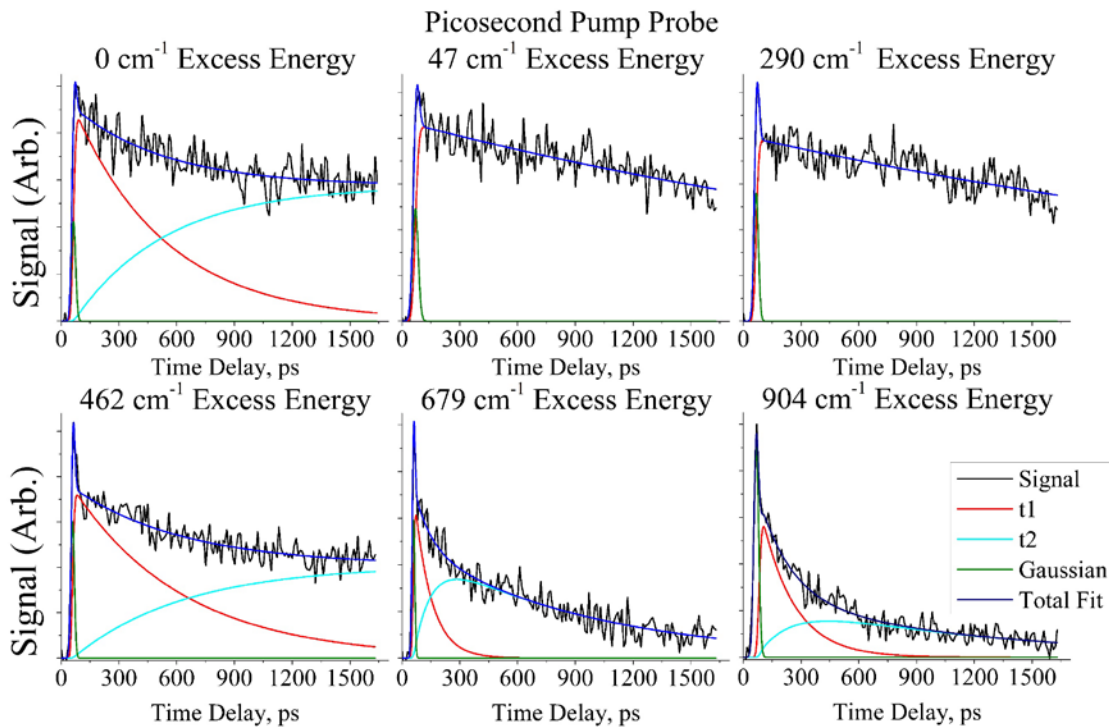 Picosecond Pump Probe
0 cm⁻¹ Excess Energy
47 cm⁻¹ Excess Energy
290 cm⁻¹ Excess Energy
Signal (Arb.)
0 300 600 900 1200 1500
0 300 600 900 1200 1500
0 300 600 900 1200 1500
Time Delay, ps
Time Delay, ps
Time Delay, ps
462 cm⁻¹ Excess Energy
679 cm⁻¹ Excess Energy
904 cm⁻¹ Excess Energy
Signal (Arb.)
Signal
t1
t2
Gaussian
Total Fit
0 300 600 900 1200 1500
0 300 600 900 1200 1500
0 300 600 900 1200 1500
Time Delay, ps
Time Delay, ps
Time Delay, ps